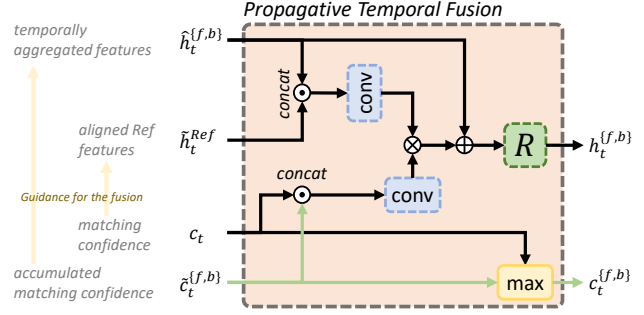 Propagative Temporal Fusion
temporally
aggregated features
ĥ_t^{f,b}
concat
conv
aligned Ref
features
h̃_t^{Ref}
R
h_t^{f,b}
concat
Guidance for the fusion
conv
matching
confidence
c_t
accumulated
matching confidence
c̃_t^{f,b}
max
c_t^{f,b}